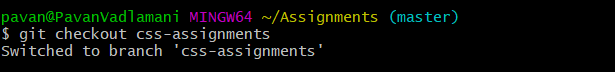 pavan@PavanVadlamani MINGW64 ~/Assignments (master)
$ git checkout css-assignments
Switched to branch 'css-assignments'